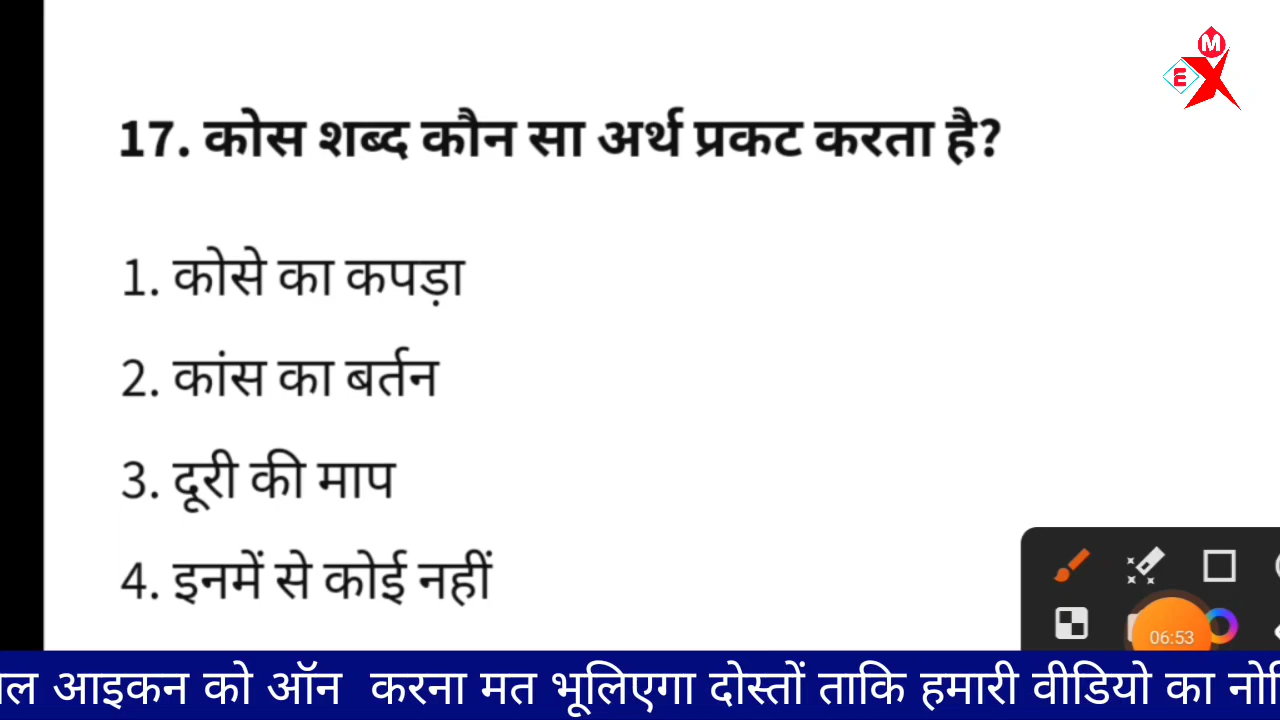 M
E X
17. कोस शब्द कौन सा अर्थ प्रकट करता है?
1. कोसे का कपड़ा
2. कांस का बर्तन
3. दूरी की माप
4. इनमें से कोई नहीं
06:53
आइकन को ऑन करना मत भूलिएगा दोस्तों ताकि हमारी वीडियो का